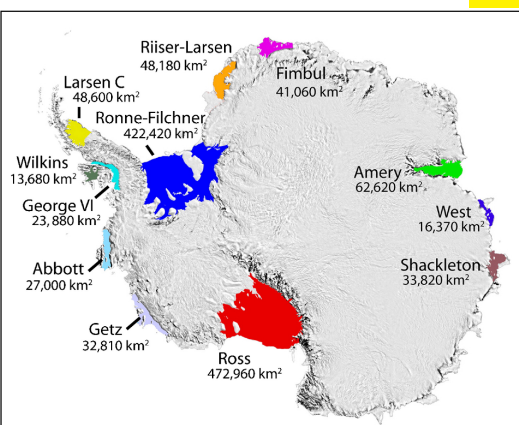 Riiser-Larsen
48,180 km²
Fimbul
41,060 km²
Larsen C
48,600 km²
Ronne-Filchner
422,420 km²
Wilkins
13,680 km²
George VI
23,880 km²
Amery
62,620 km²
West
16,370 km²
Abbott
27,000 km²
Shackleton
33,820 km²
Getz
32,810 km²
Ross
472,960 km²